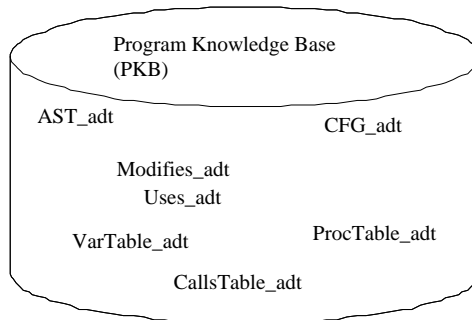 Program Knowledge Base
(PKB)
AST_adt
CFG_adt
Modifies_adt
Uses_adt
VarTable_adt
ProcTable_adt
CallsTable_adt